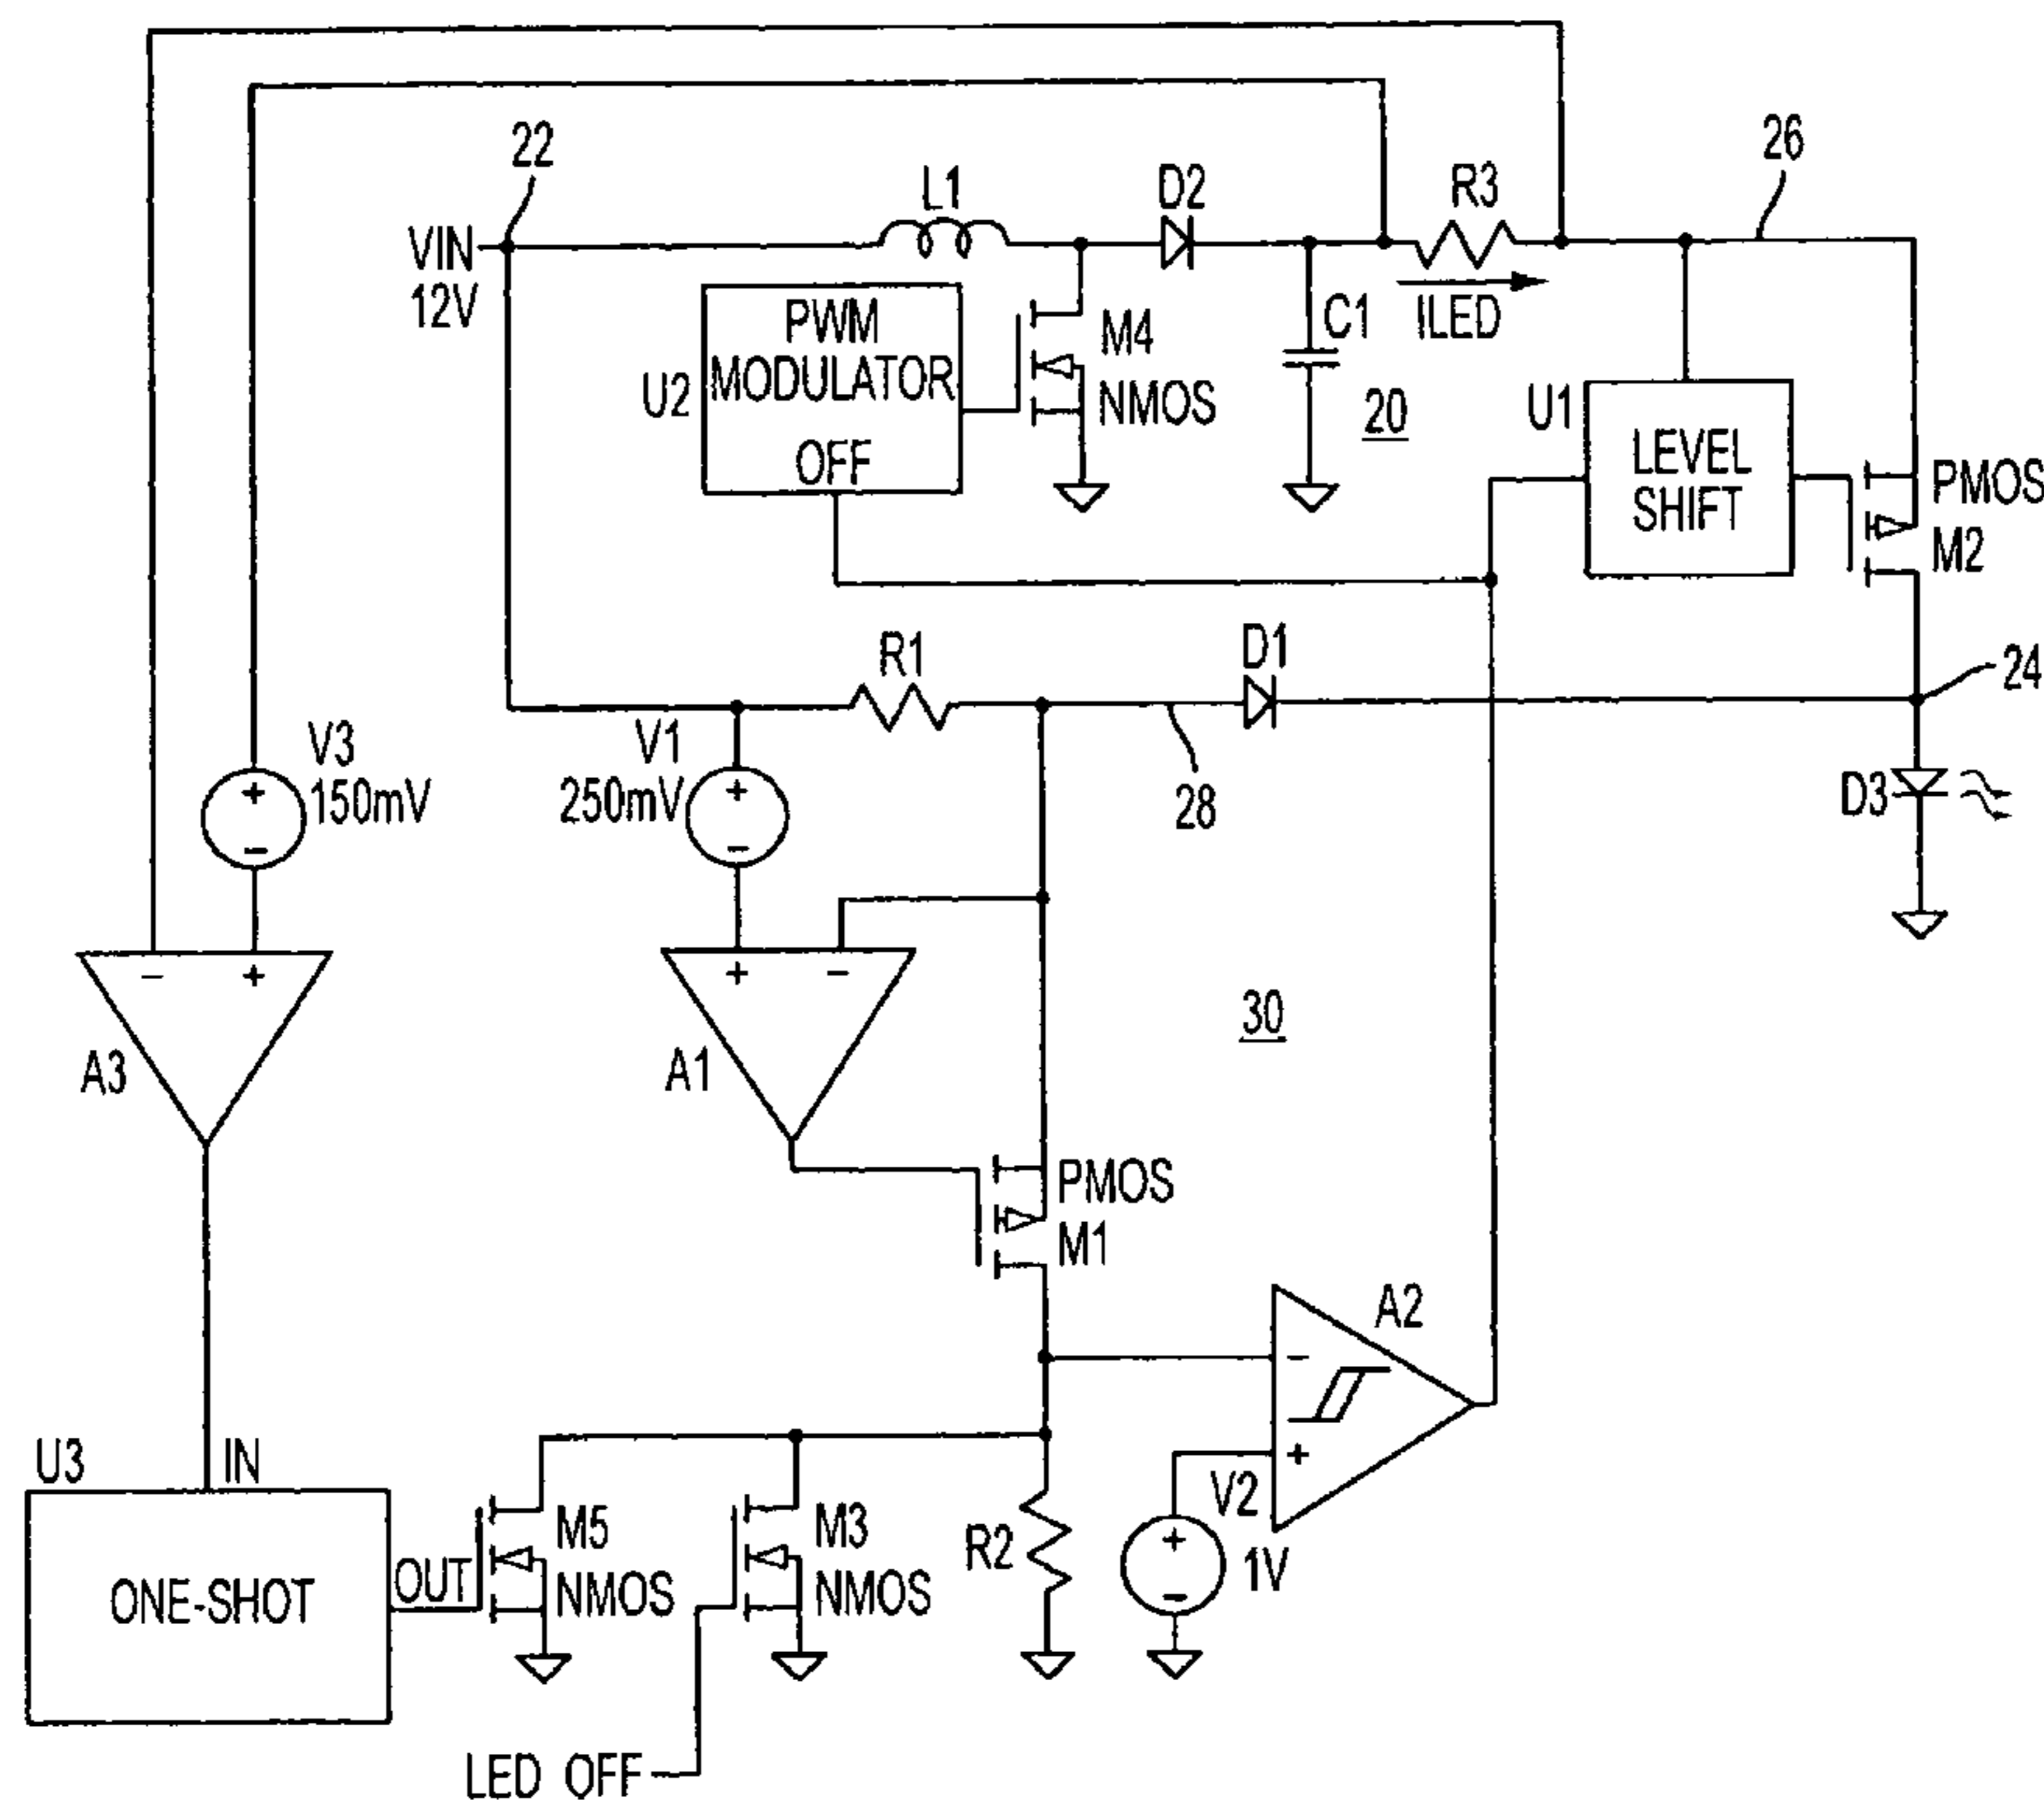 22
26
L1
D2
R3
VIN
12V
ILED
C1
PWM
MODULATOR
OFF
U2
M4
NMOS
20
U1
LEVEL
SHIFT
PMOS
M2
R1
D1
24
V3
150mV
+
-
V1
250mV
+
-
28
D3
-
+
A3
+
-
A1
30
PMOS
M1
A2
-
+
U3
IN
ONE-SHOT
OUT
M5
NMOS
M3
NMOS
R2
V2
+
-
1V
LED OFF